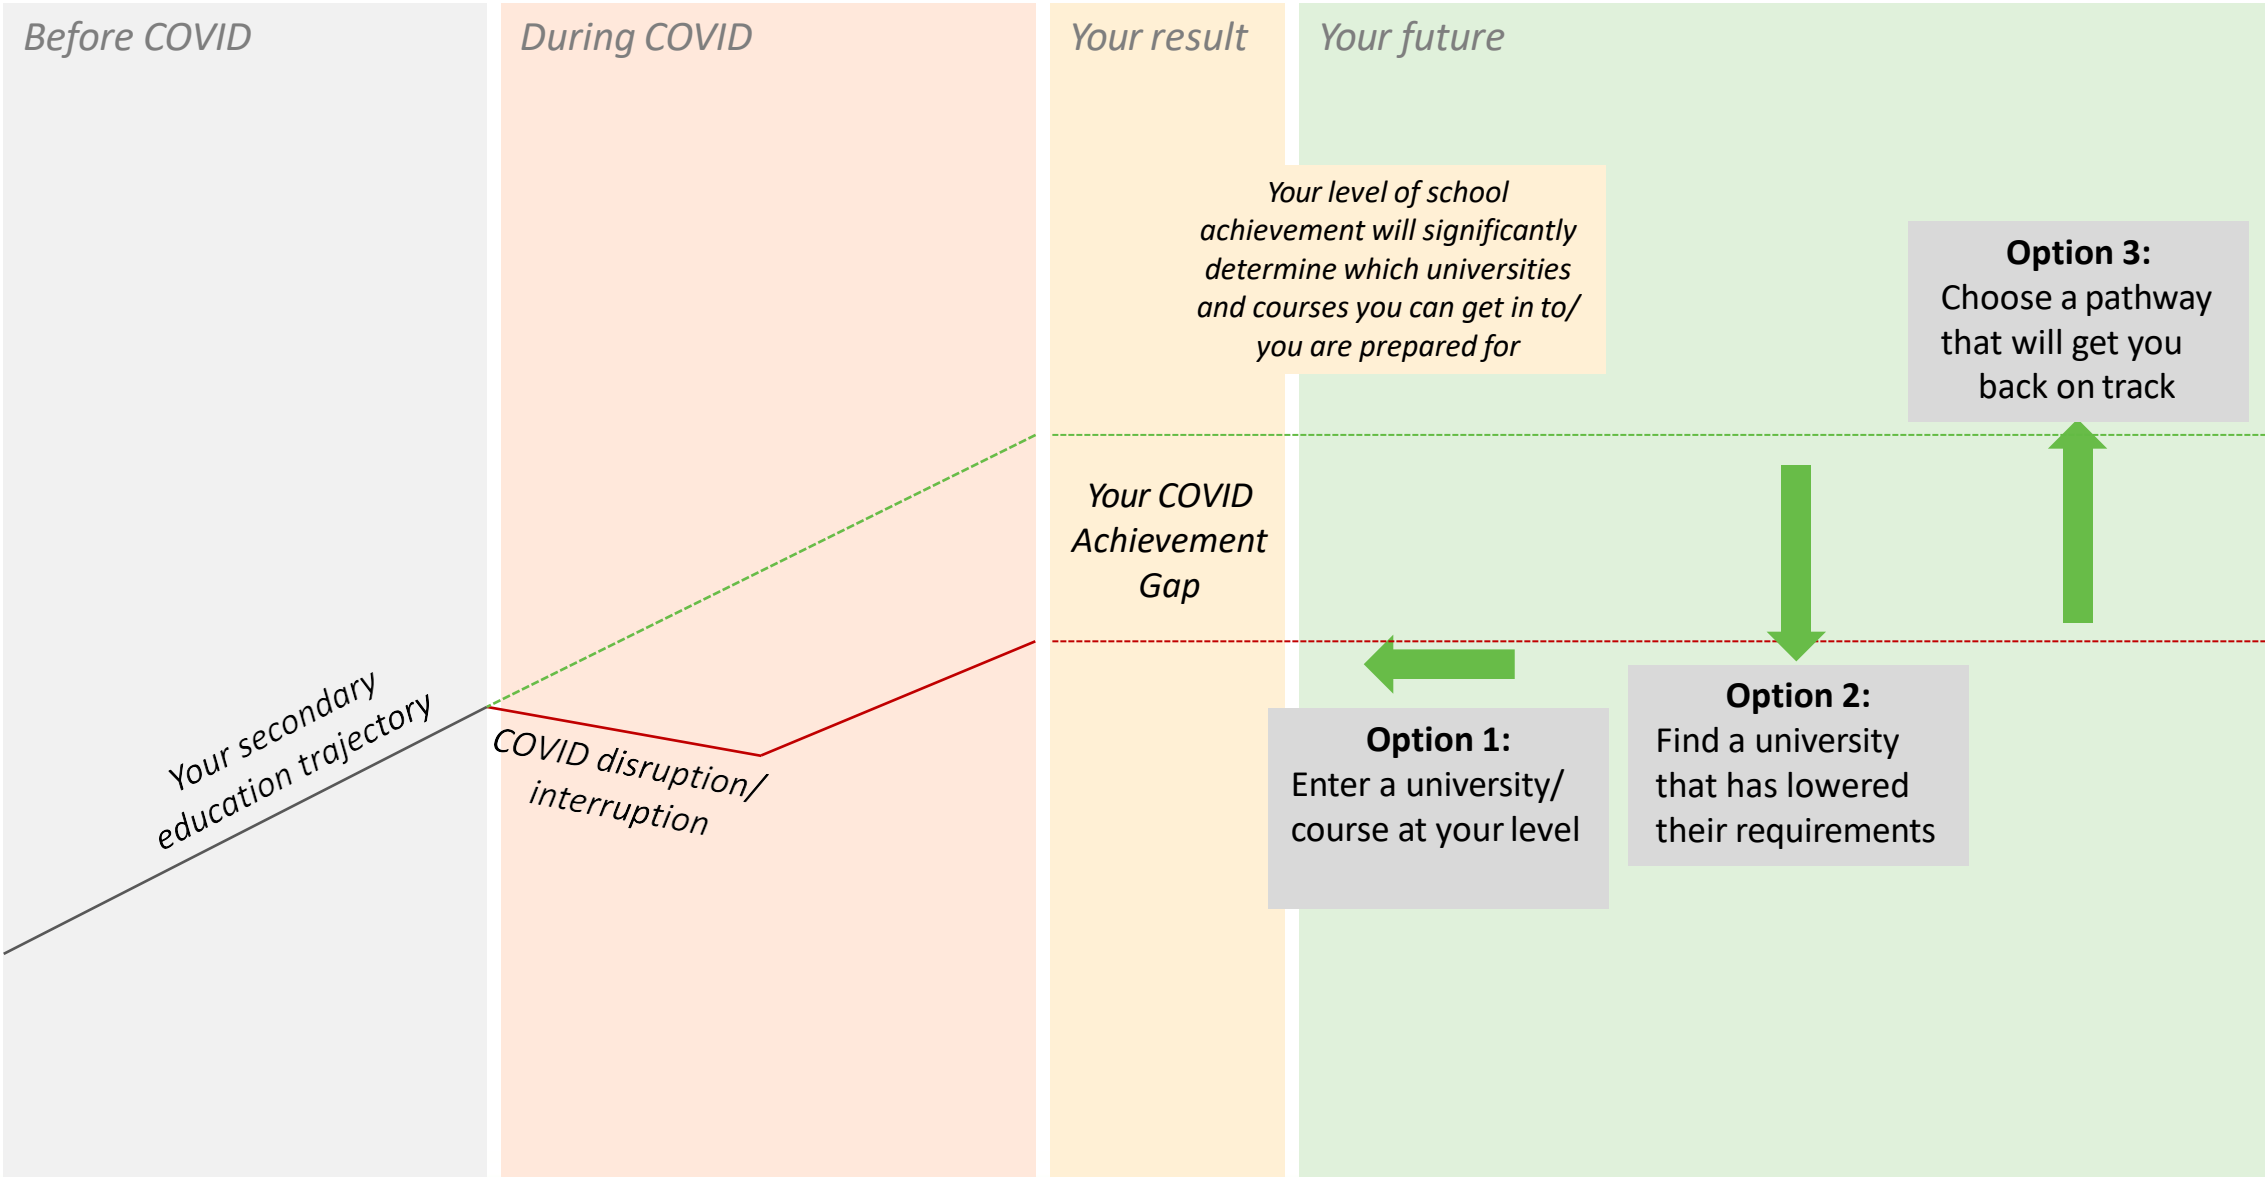 Before COVID
During COVID
Your result
Your future
Your level of school
achievement will significantly
determine which universities
and courses you can get in to/
you are prepared for
Option 3:
Choose a pathway
that will get you
back on track
Your COVID
Achievement
Gap
Your secondary
education trajectory
COVID disruption/
interruption
Option 1:
Enter a university/
course at your level
Option 2:
Find a university
that has lowered
their requirements